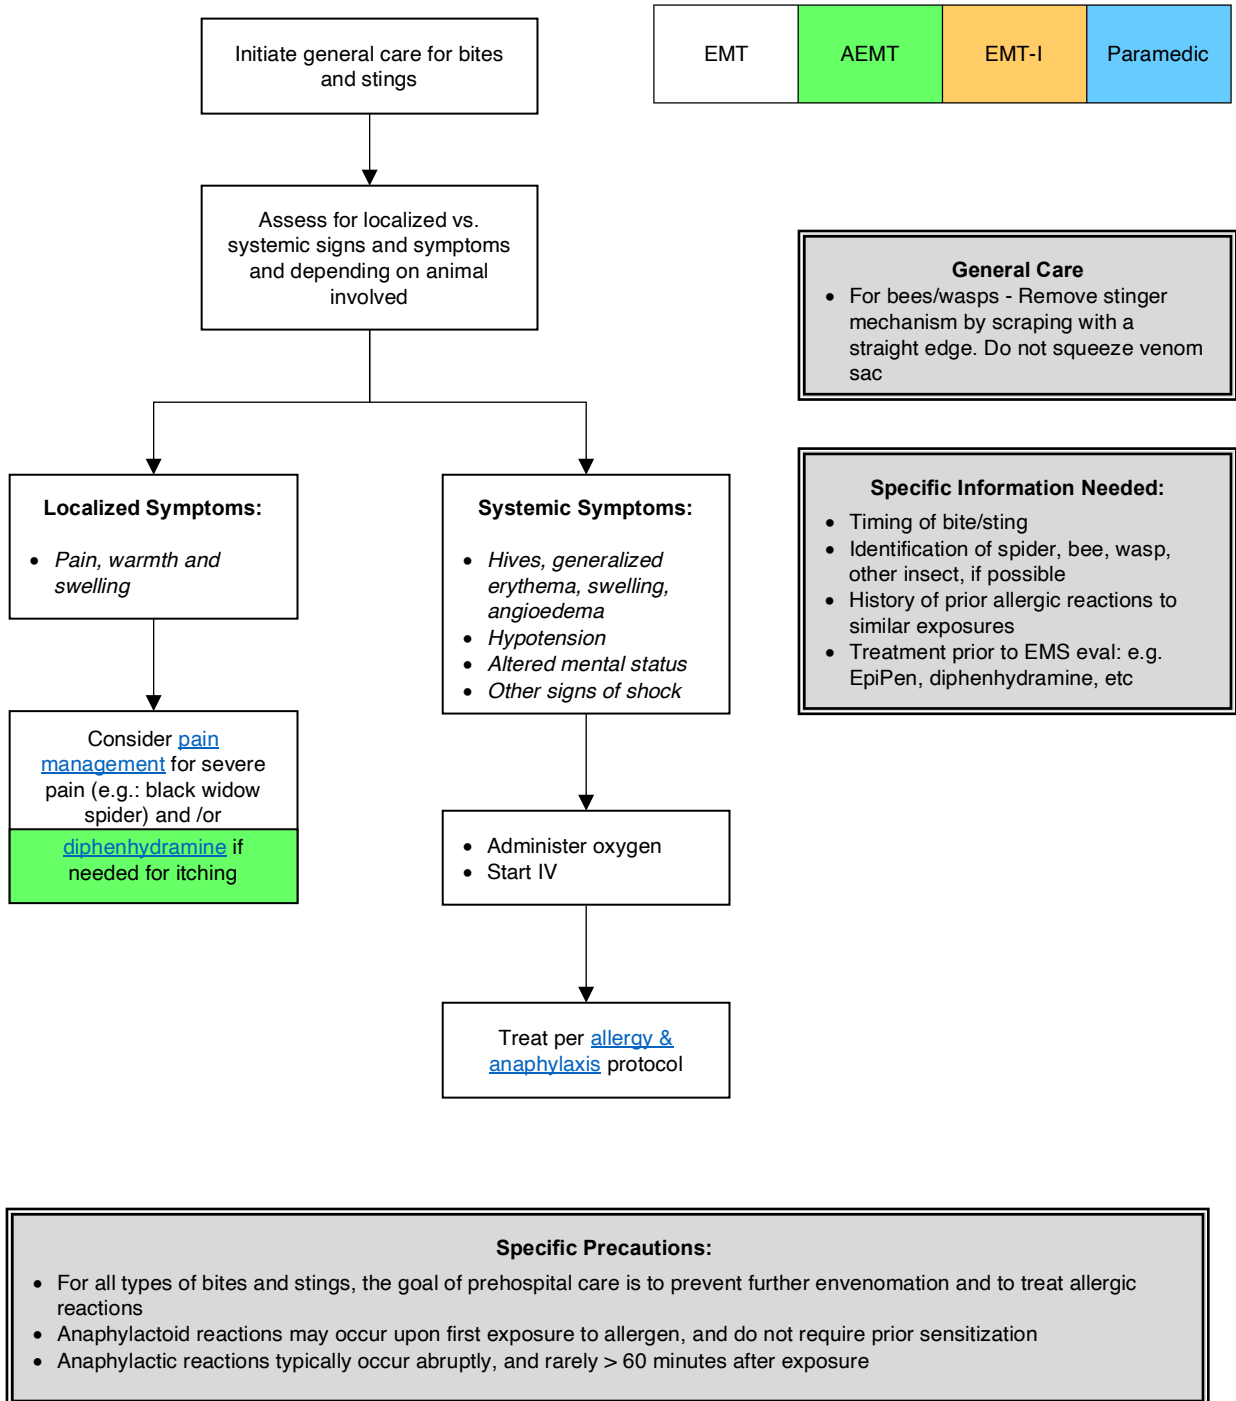 Initiate general care for bites
and stings
EMT
AEMT
EMT-I
Paramedic
Assess for localized vs.
systemic signs and symptoms
and depending on animal
involved
General Care
• For bees/wasps - Remove stinger
mechanism by scraping with a
straight edge. Do not squeeze venom
sac
Localized Symptoms:
• Pain, warmth and
swelling
Systemic Symptoms:
• Hives, generalized
erythema, swelling,
angioedema
• Hypotension
• Altered mental status
• Other signs of shock
Specific Information Needed:
• Timing of bite/sting
• Identification of spider, bee, wasp,
other insect, if possible
• History of prior allergic reactions to
similar exposures
• Treatment prior to EMS eval: e.g.
EpiPen, diphenhydramine, etc
Consider pain
management for severe
pain (e.g.: black widow
spider) and /or
diphenhydramine if
needed for itching
• Administer oxygen
• Start IV
Treat per allergy &
anaphylaxis protocol
Specific Precautions:
• For all types of bites and stings, the goal of prehospital care is to prevent further envenomation and to treat allergic
reactions
• Anaphylactoid reactions may occur upon first exposure to allergen, and do not require prior sensitization
• Anaphylactic reactions typically occur abruptly, and rarely > 60 minutes after exposure